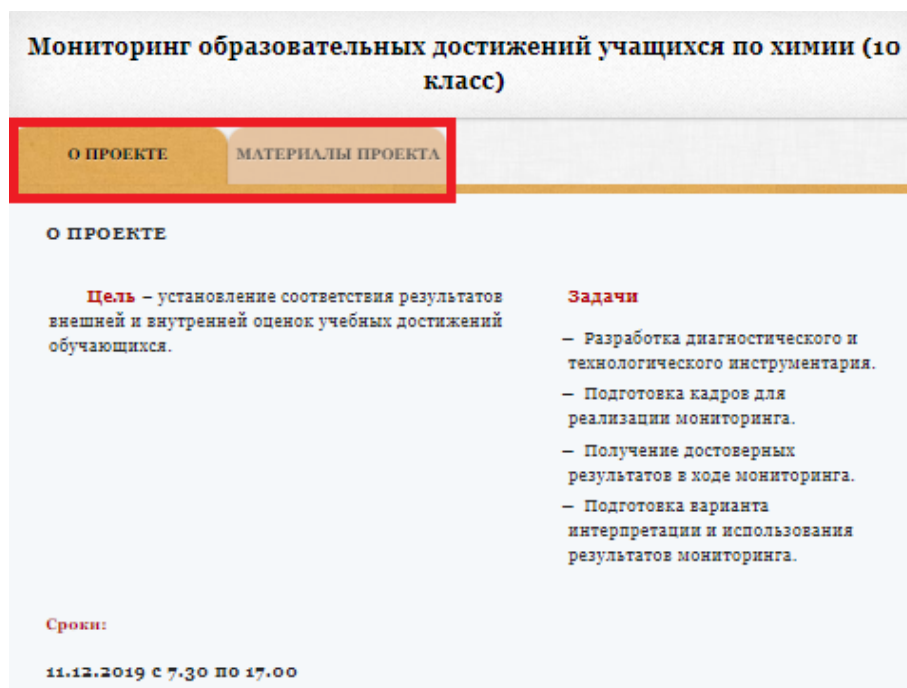 Мониторинг образовательных достижений учащихся по химии (10
класс)
О ПРОЕКТЕ
МАТЕРИАЛЫ ПРОЕКТА
О ПРОЕКТЕ
Цель – установление соответствия результатов
внешней и внутренней оценок учебных достижений
обучающихся.
Задачи
– Разработка диагностического и
технологического инструментария.
– Подготовка кадров для
реализации мониторинга.
– Получение достоверных
результатов в ходе мониторинга.
– Подготовка варианта
интерпретации и использования
результатов мониторинга.
Сроки:
11.12.2019 с 7.30 по 17.00